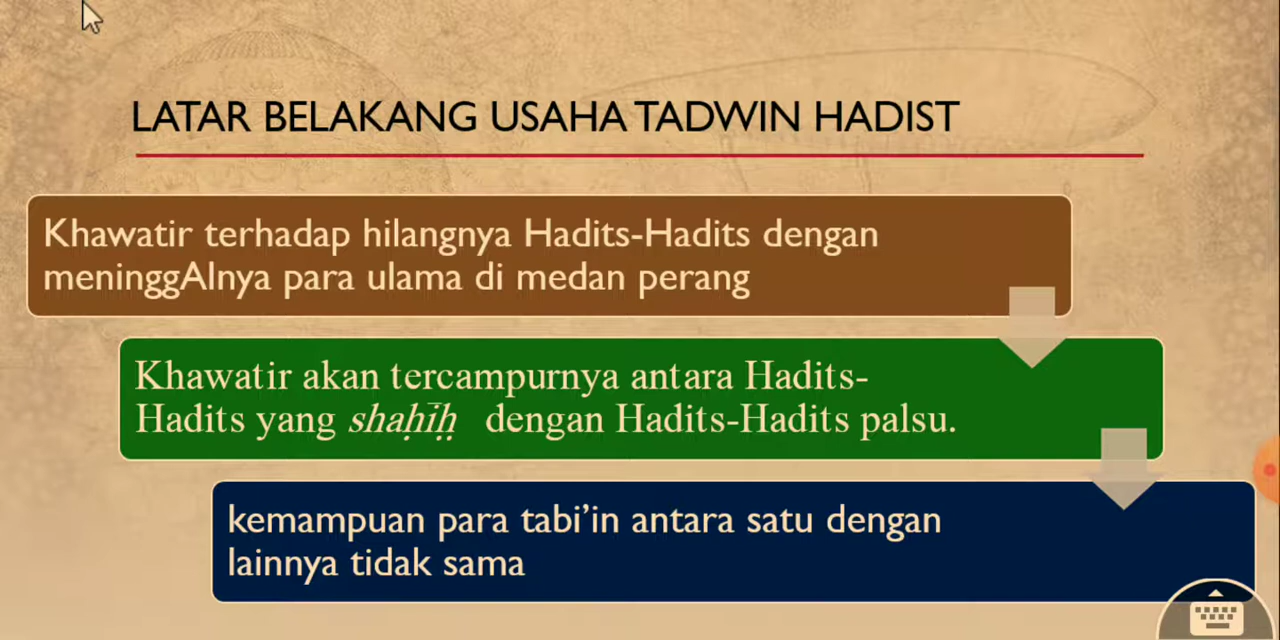 LATAR BELAKANG USAHA TADWIN HADIST
Khawatir terhadap hilangnya Hadits-Hadits dengan
meninggAlnya para ulama di medan perang
Khawatir akan tercampurnya antara Hadits-
Hadits yang shaḥīḥ dengan Hadits-Hadits palsu.
kemampuan para tabi’in antara satu dengan
lainnya tidak sama